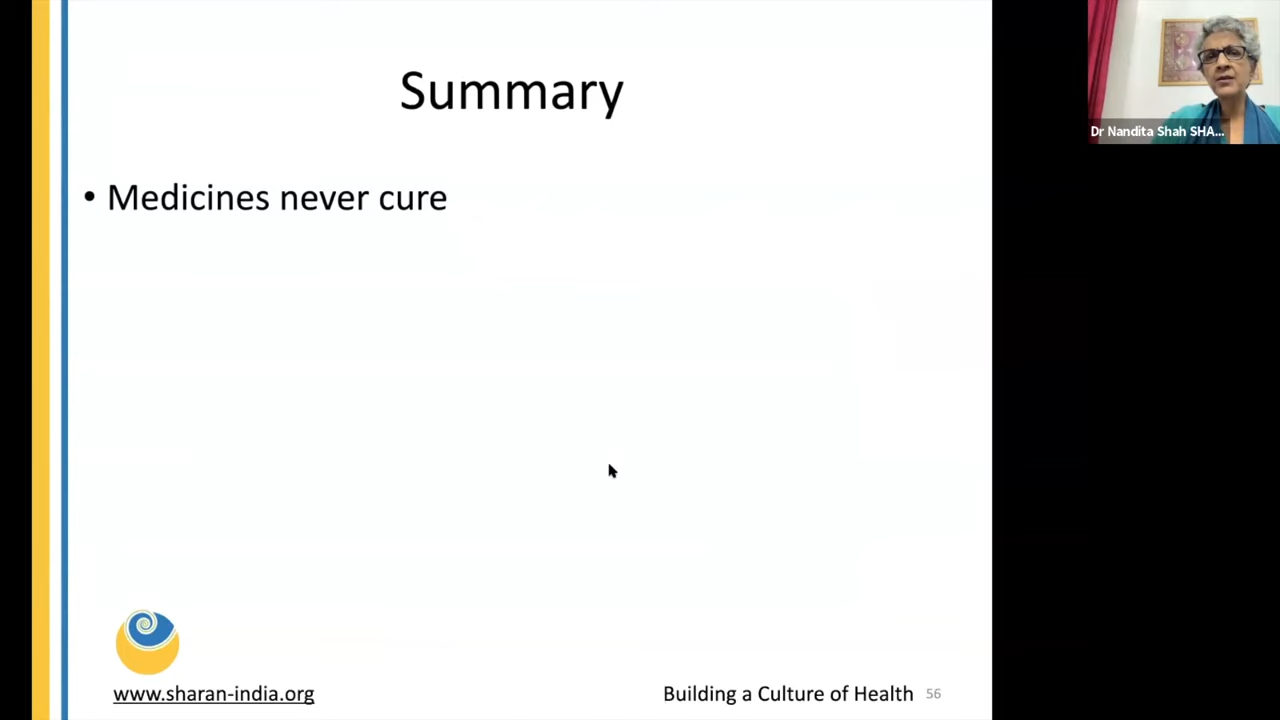 Summary
Dr Nandita Shah SHA...
• Medicines never cure
www.sharan-india.org
Building a Culture of Health 56